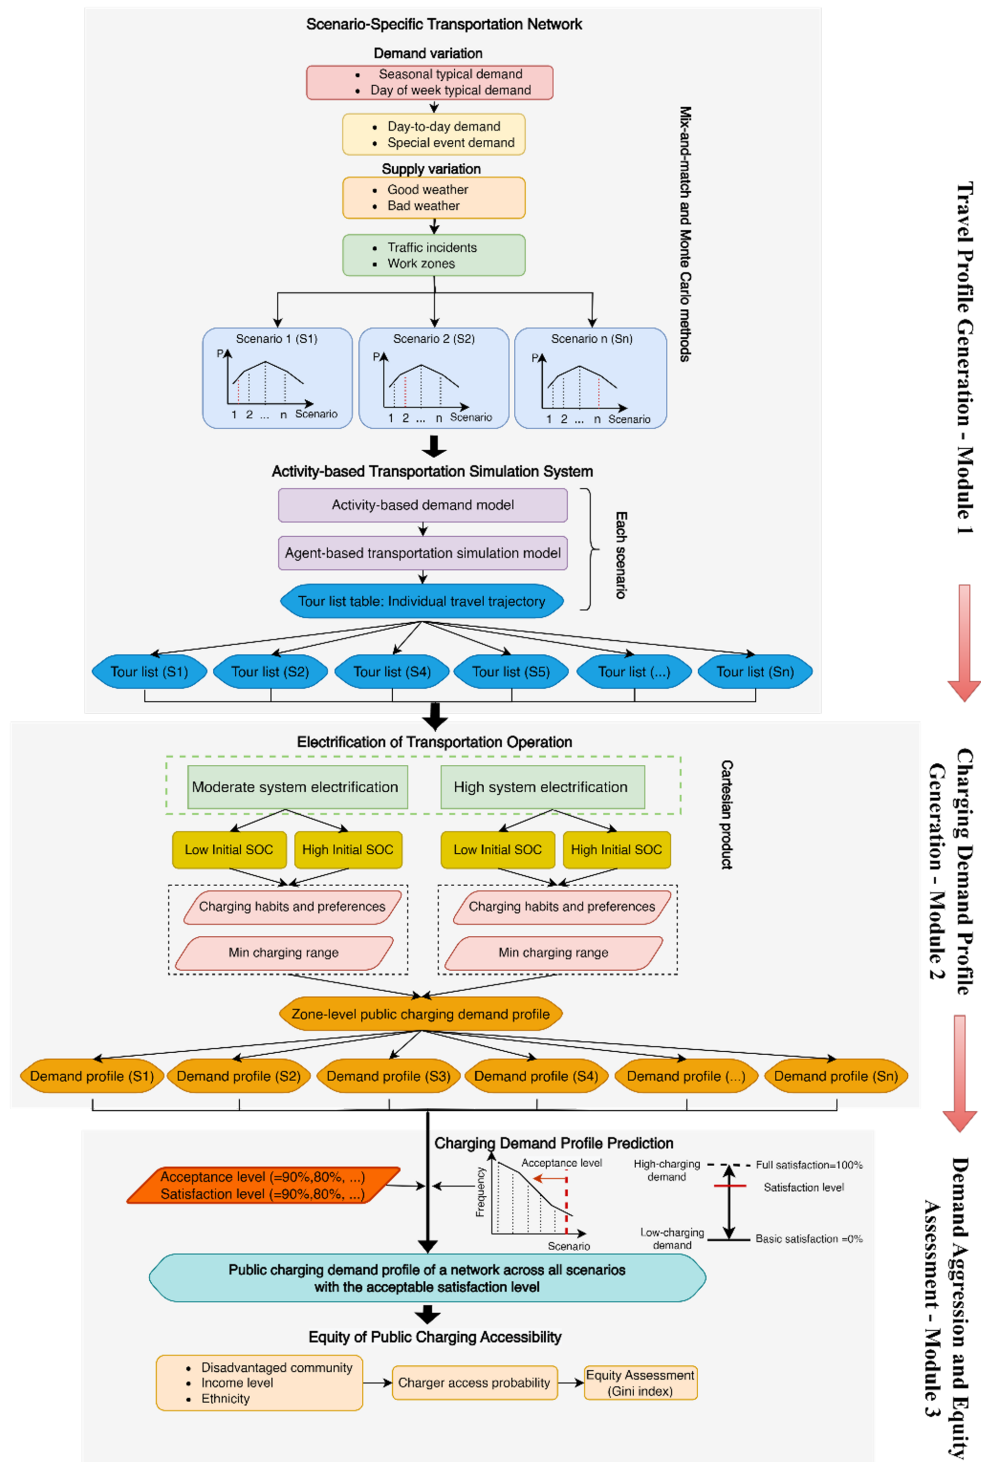 Scenario-Specific Transportation Network
Demand variation
• Seasonal typical demand
• Day of week typical demand
• Day-to-day demand
• Special event demand
Supply variation
• Good weather
• Bad weather
• Traffic incidents
• Work zones
Mix-and-match and Monte Carlo methods
Travel Profile Generation - Module 1
Scenario 1 (S1)
P
1 2 ... n Scenario
Scenario 2 (S2)
P
1 2 ... n Scenario
Scenario n (Sn)
P
1 2 ... n Scenario
Activity-based Transportation Simulation System
Activity-based demand model
Agent-based transportation simulation model
Tour list table: Individual travel trajectory
Each scenario
Tour list (S1)
Tour list (S2)
Tour list (S4)
Tour list (S5)
Tour list (...)
Tour list (Sn)
Electrification of Transportation Operation
Moderate system electrification
High system electrification
Low Initial SOC
High Initial SOC
Low Initial SOC
High Initial SOC
Charging habits and preferences
Charging habits and preferences
Min charging range
Min charging range
Cartesian product
Charging Demand Profile
Generation - Module 2
Zone-level public charging demand profile
Demand profile (S1)
Demand profile (S2)
Demand profile (S3)
Demand profile (S4)
Demand profile (...)
Demand profile (Sn)
Charging Demand Profile Prediction
Acceptance level (=90%,80%, ...)
Satisfaction level (=90%,80%, ...)
Frequency
Acceptance level
Scenario
High-charging
demand
Full satisfaction=100%
Satisfaction level
Low-charging
demand
Basic satisfaction =0%
Public charging demand profile of a network across all scenarios
with the acceptable satisfaction level
Equity of Public Charging Accessibility
• Disadvantaged community
• Income level
• Ethnicity
Charger access probability
Equity Assessment
(Gini index)
Demand Aggression and Equity
Assessment - Module 3